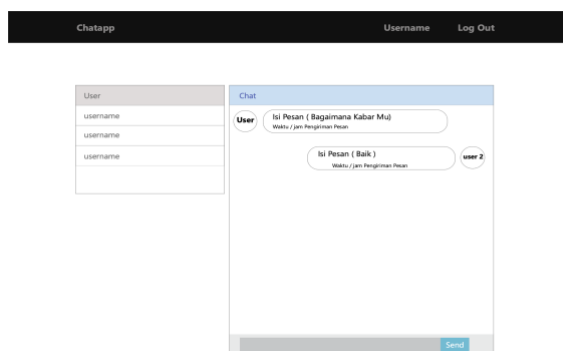 Chatapp Username Log Out
User
username
username
username
Chat
User
Isi Pesan ( Bagaimana Kabar Mu)
Waktu / jam Pengiriman Pesan
Isi Pesan ( Baik )
Waktu / jam Pengiriman Pesan
user 2
Send